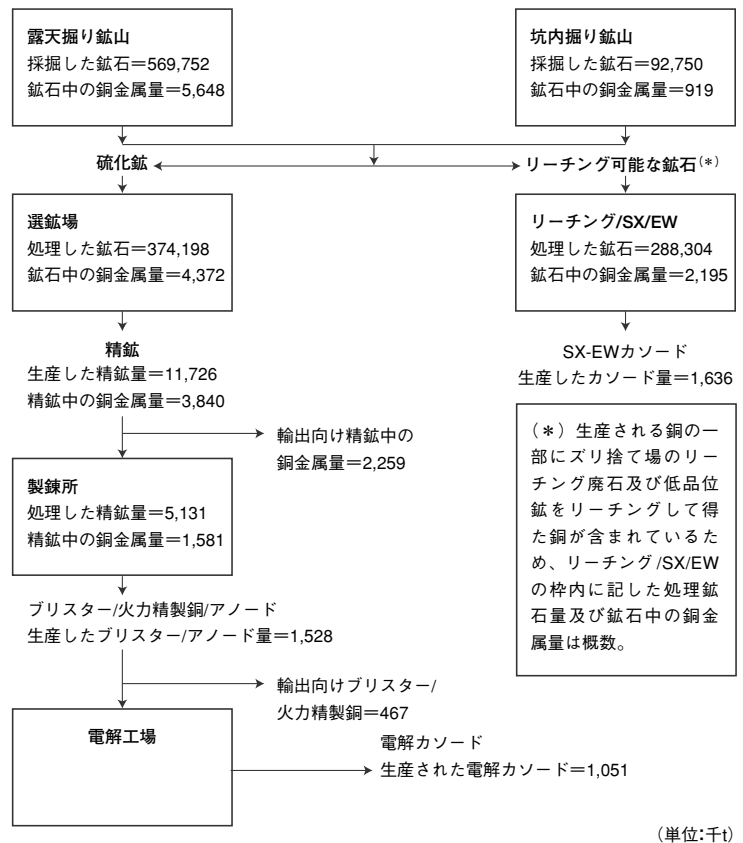 露天掘り鉱山
採掘した鉱石＝569,752
鉱石中の銅金属量＝5,648
坑内掘り鉱山
採掘した鉱石＝92,750
鉱石中の銅金属量＝919
硫化鉱
リーチング可能な鉱石(＊)
選鉱場
処理した鉱石＝374,198
鉱石中の銅金属量＝4,372
リーチング/SX/EW
処理した鉱石＝288,304
鉱石中の銅金属量＝2,195
精鉱
生産した精鉱量＝11,726
精鉱中の銅金属量＝3,840
SX-EWカソード
生産したカソード量＝1,636
輸出向け精鉱中の
銅金属量＝2,259
（＊）生産される銅の一
部にズリ捨て場のリー
チング廃石及び低品位
鉱をリーチングして得
た銅が含まれているた
め、リーチング/SX/EW
の枠内に記した処理鉱
石量及び鉱石中の銅金
属量は概数。
製錬所
処理した精鉱量＝5,131
精鉱中の銅金属量＝1,581
ブリスター/火力精製銅/アノード
生産したブリスター/アノード量＝1,528
輸出向けブリスター/
火力精製銅＝467
電解工場
電解カソード
生産された電解カソード＝1,051
（単位:千t）